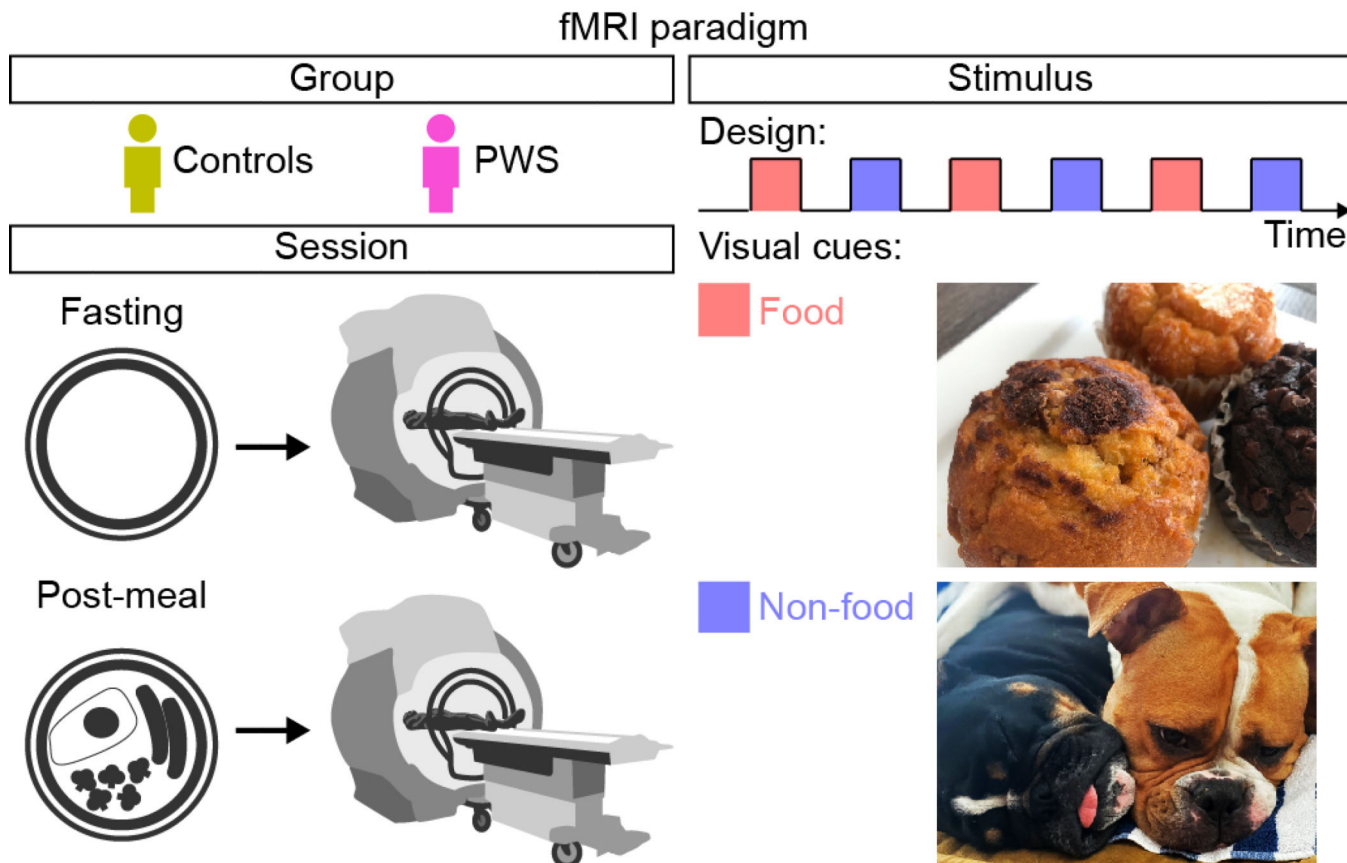 fMRI paradigm
Group
Controls
PWS
Session
Fasting
Post-meal
Stimulus
Design:
Time
Visual cues:
Food
Non-food